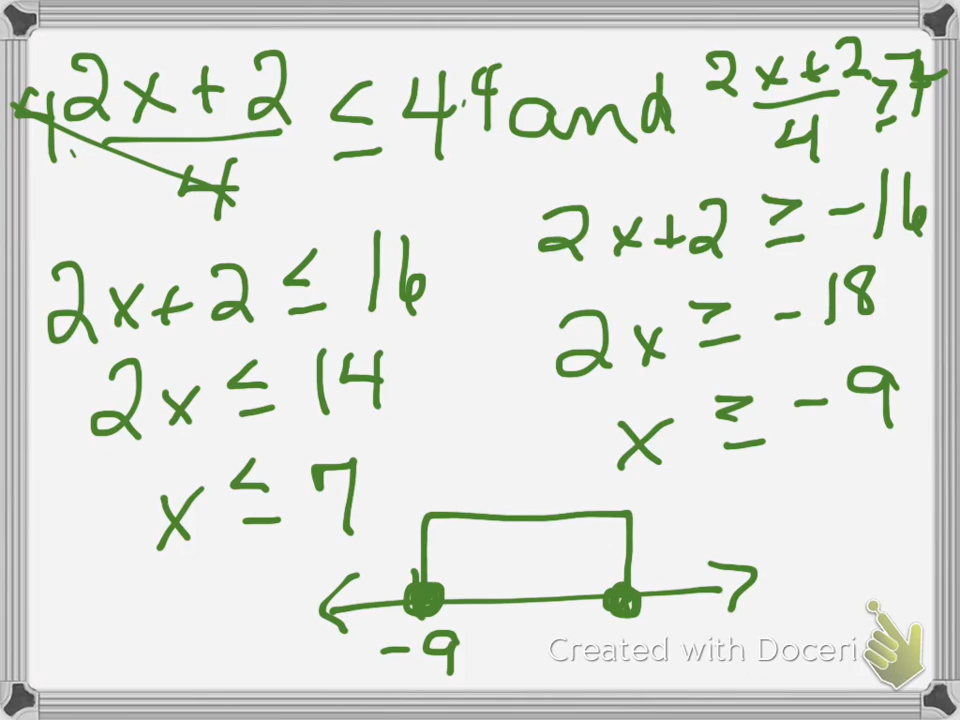 4 · (2x + 2)/4 ≤ 4 · 4 and (2x + 2)/4 ≥
2x + 2 ≤ 16
2x ≤ 14
x ≤ 7
2x + 2 ≥ -16
2x ≥ -18
x ≥ -9
-9
Created with Doceri